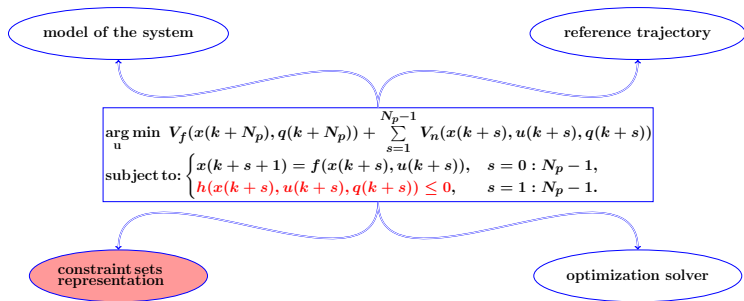 model of the system
reference trajectory
arg min V_f(x(k + N_p), q(k + N_p)) + ∑_{s=1}^{N_p−1} V_n(x(k + s), u(k + s), q(k + s))
u
subject to: { x(k + s + 1) = f(x(k + s), u(k + s)), s = 0 : N_p − 1,
h(x(k + s), u(k + s), q(k + s)) ≤ 0, s = 1 : N_p − 1.
constraint sets
representation
optimization solver